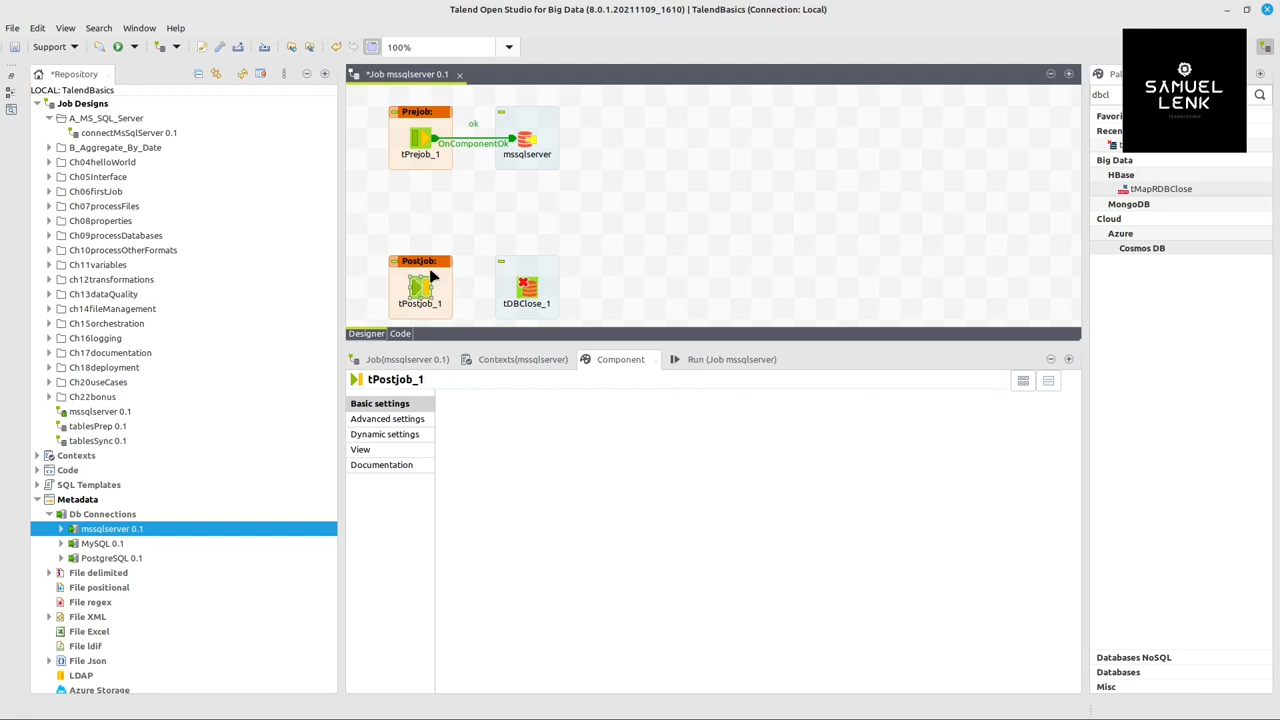 Talend Open Studio for Big Data (8.0.1.20211109_1610) | TalendBasics (Connection: Local)
File Edit View Search Window Help
Support 100%
*Repository
LOCAL: TalendBasics
Job Designs
A_MS_SQL_Server
connectMsSqlServer 0.1
B_Aggregate_By_Date
Ch04helloWorld
Ch05Interface
Ch06firstJob
Ch07processFiles
Ch08properties
Ch09processDatabases
Ch10processOtherFormats
Ch11variables
ch12transformations
Ch13dataQuality
ch14fileManagement
Ch15orchestration
Ch16logging
Ch17documentation
Ch18deployment
Ch20useCases
Ch22bonus
mssqlserver 0.1
tablesPrep 0.1
tablesSync 0.1
Contexts
Code
SQL Templates
Metadata
Db Connections
mssqlserver 0.1
MySQL 0.1
PostgreSQL 0.1
File delimited
File positional
File regex
File XML
File Excel
File ldif
File Json
LDAP
Azure Storage
*Job mssqlserver 0.1
Prejob:
ok
OnComponentOk
tPrejob_1
mssqlserver
Postjob:
tPostjob_1
tDBClose_1
Designer Code
Job(mssqlserver 0.1) Contexts(mssqlserver) Component Run (Job mssqlserver)
tPostjob_1
Basic settings
Advanced settings
Dynamic settings
View
Documentation
SAMUEL
LENK
dbcl
Big Data
HBase
tMapRDBClose
MongoDB
Cloud
Azure
Cosmos DB
Databases NoSQL
Databases
Misc